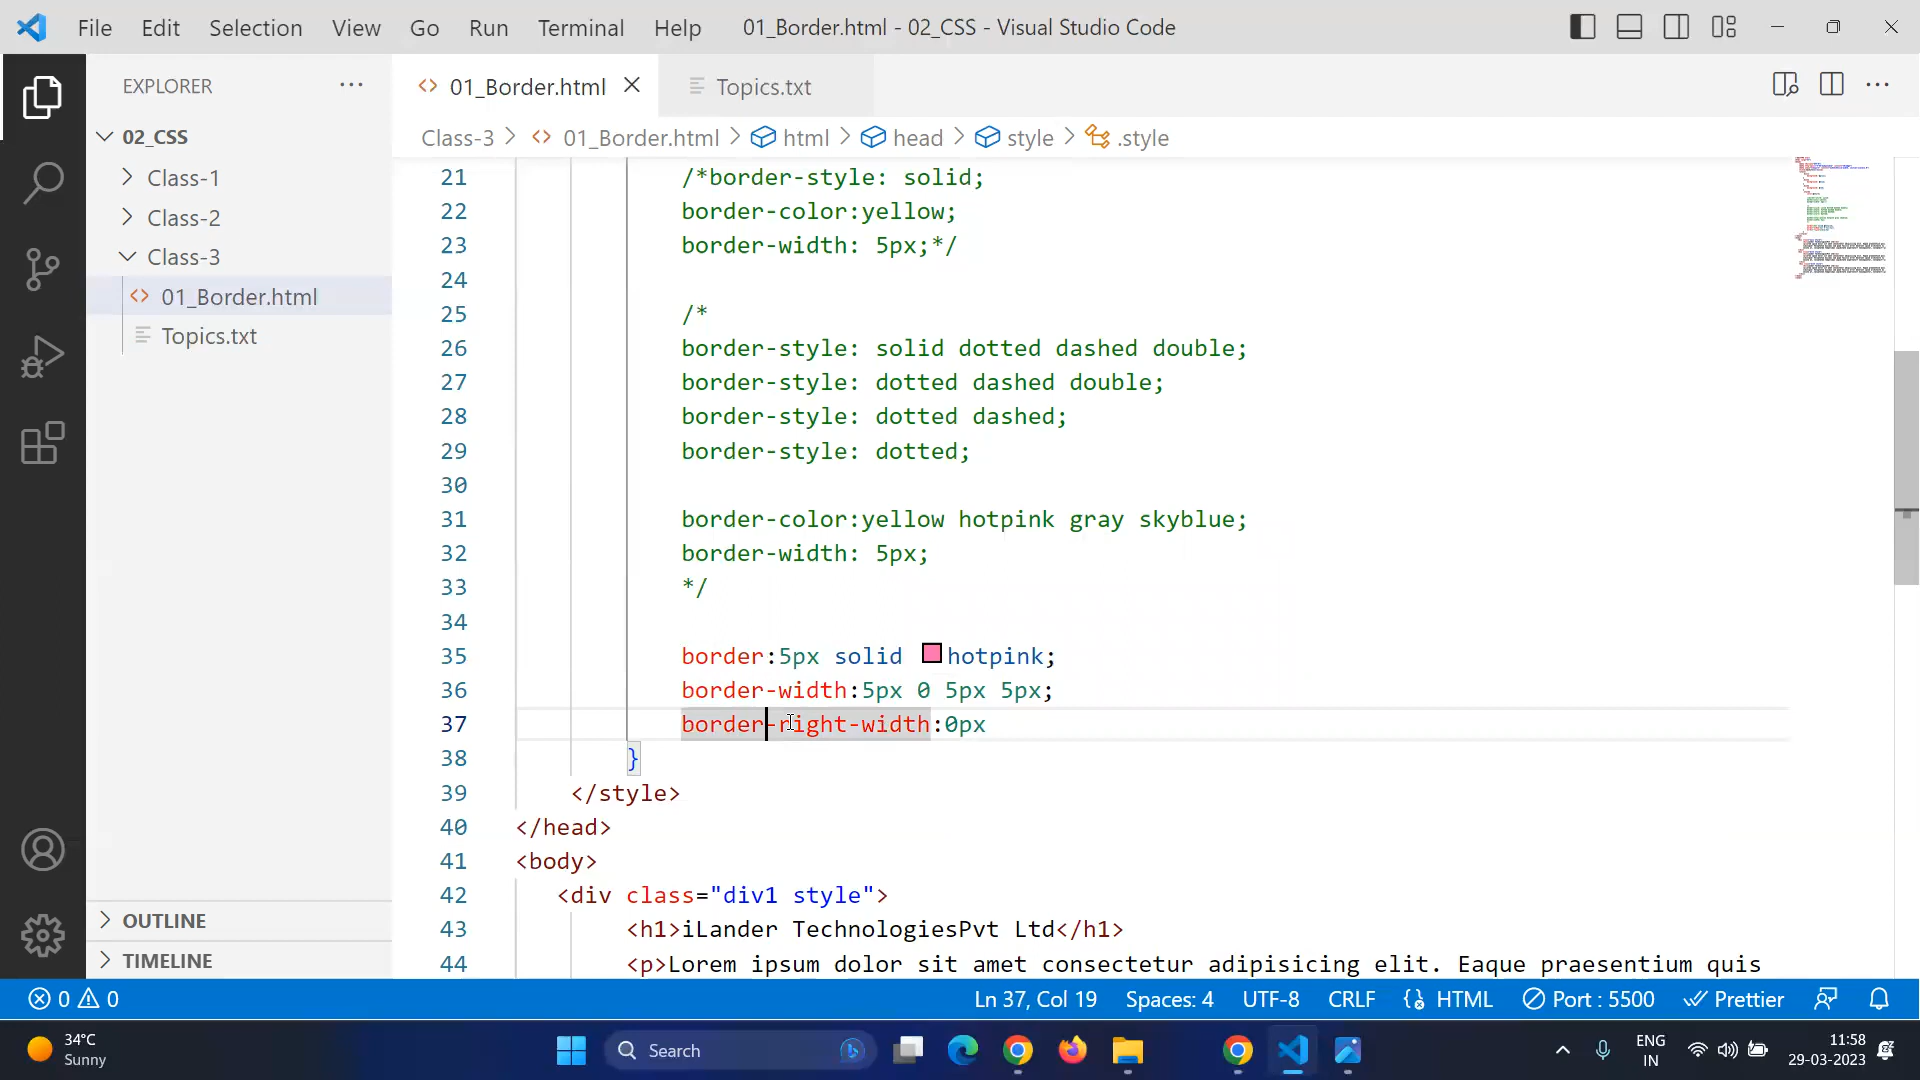 File Edit Selection View Go Run Terminal Help 01_Border.html - 02_CSS - Visual Studio Code
EXPLORER
02_CSS
Class-1
Class-2
Class-3
01_Border.html
Topics.txt
OUTLINE
TIMELINE
01_Border.html Topics.txt
Class-3 > 01_Border.html > html > head > style > .style
21 /*border-style: solid;
22 border-color:yellow;
23 border-width: 5px;*/
24
25 /*
26 border-style: solid dotted dashed double;
27 border-style: dotted dashed double;
28 border-style: dotted dashed;
29 border-style: dotted;
30
31 border-color:yellow hotpink gray skyblue;
32 border-width: 5px;
33 */
34
35 border:5px solid hotpink;
36 border-width:5px 0 5px 5px;
37 border-right-width:0px
38 }
39 </style>
40 </head>
41 <body>
42 <div class="div1 style">
43 <h1>iLander TechnologiesPvt Ltd</h1>
44 <p>Lorem ipsum dolor sit amet consectetur adipisicing elit. Eaque praesentium quis
0 0 Ln 37, Col 19 Spaces: 4 UTF-8 CRLF HTML Port : 5500 Prettier
34°C
Sunny
Search
ENG
IN
11:58
29-03-2023